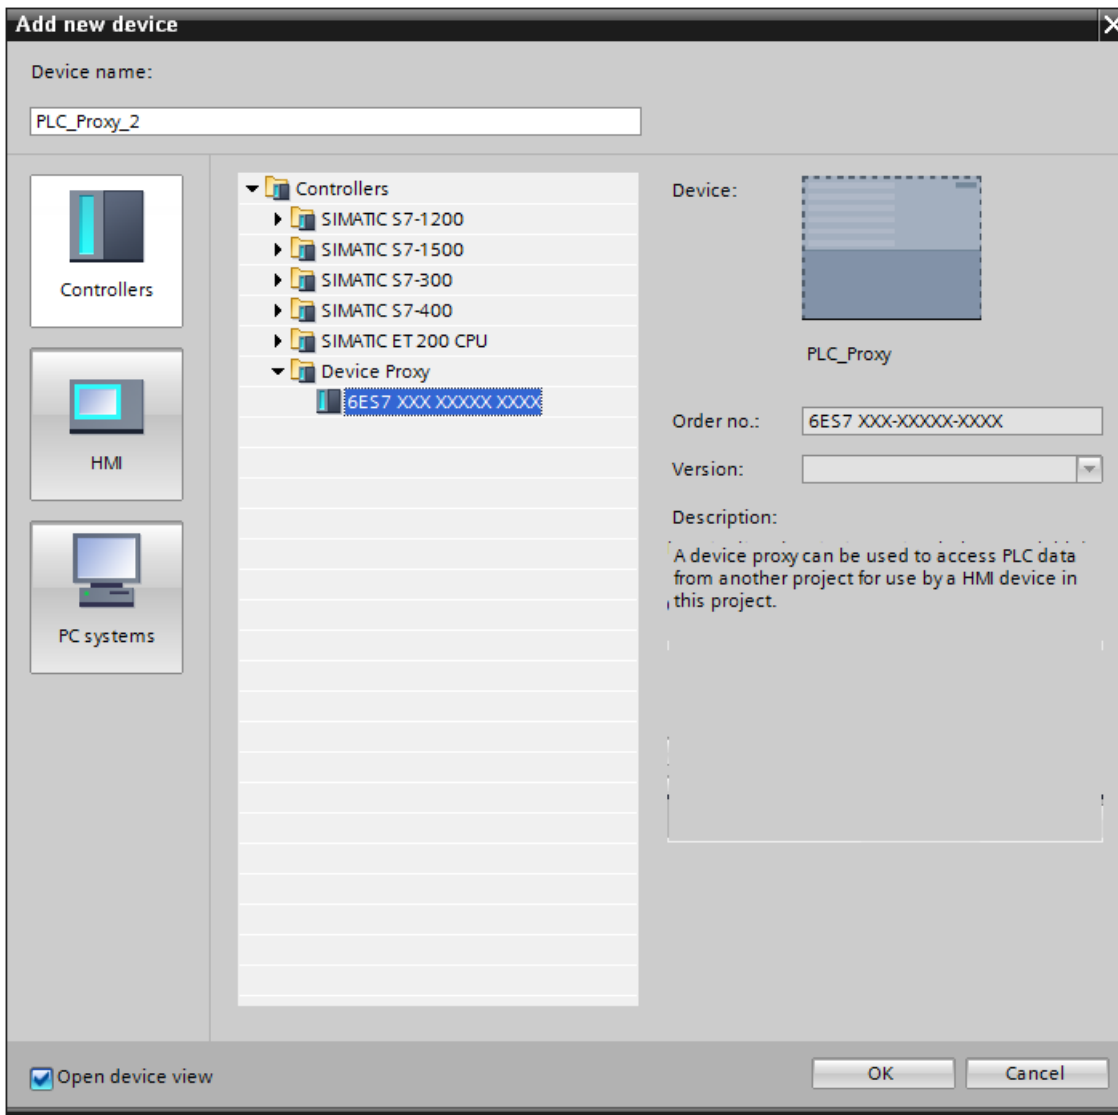 Add new device
Device name:
PLC_Proxy_2
Controllers
HMI
PC systems
Controllers
SIMATIC S7-1200
SIMATIC S7-1500
SIMATIC S7-300
SIMATIC S7-400
SIMATIC ET 200 CPU
Device Proxy
6ES7 XXX XXXXX XXXX
Device:
PLC_Proxy
Order no.:
6ES7 XXX-XXXXX-XXXX
Version:
Description:
A device proxy can be used to access PLC data
from another project for use by a HMI device in
this project.
Open device view
OK
Cancel